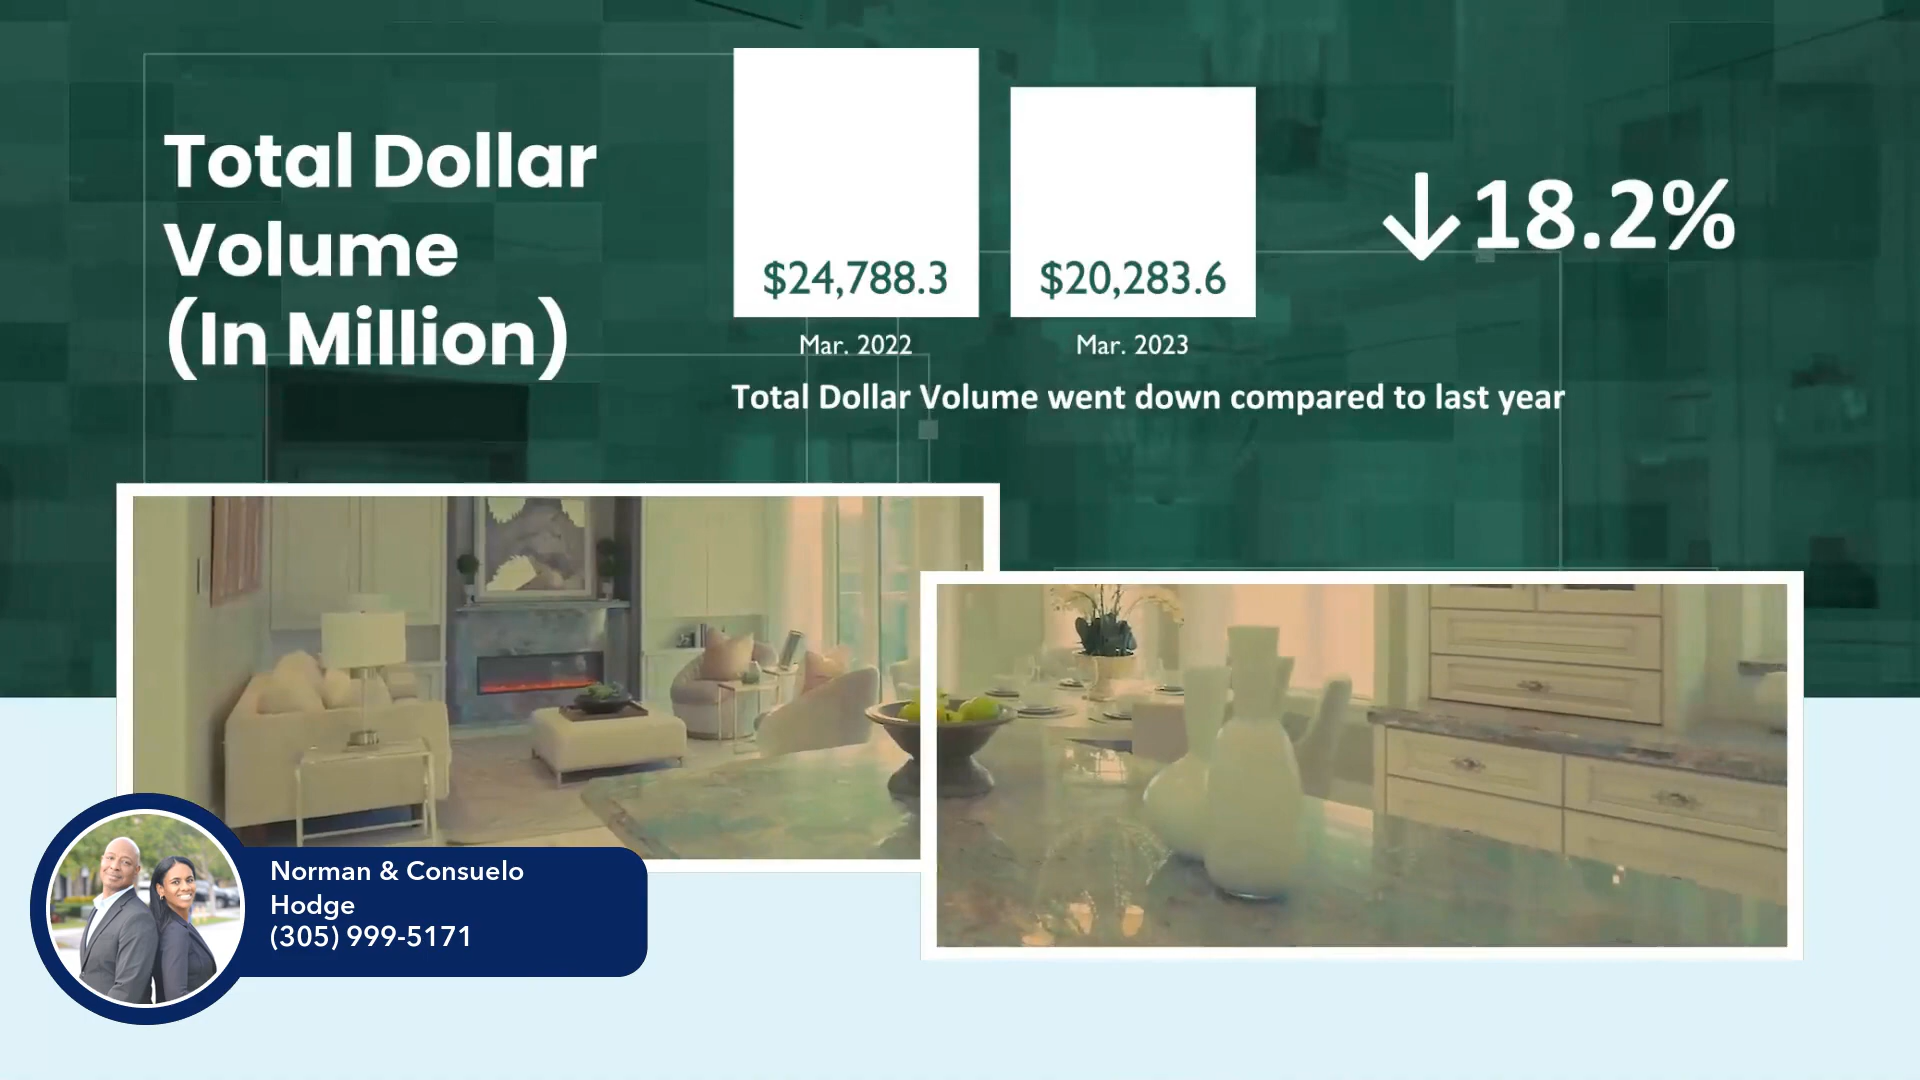 Total Dollar
Volume
(In Million)
$24,788.3
$20,283.6
↓18.2%
Mar. 2022
Mar. 2023
Total Dollar Volume went down compared to last year
Norman & Consuelo
Hodge
(305) 999-5171